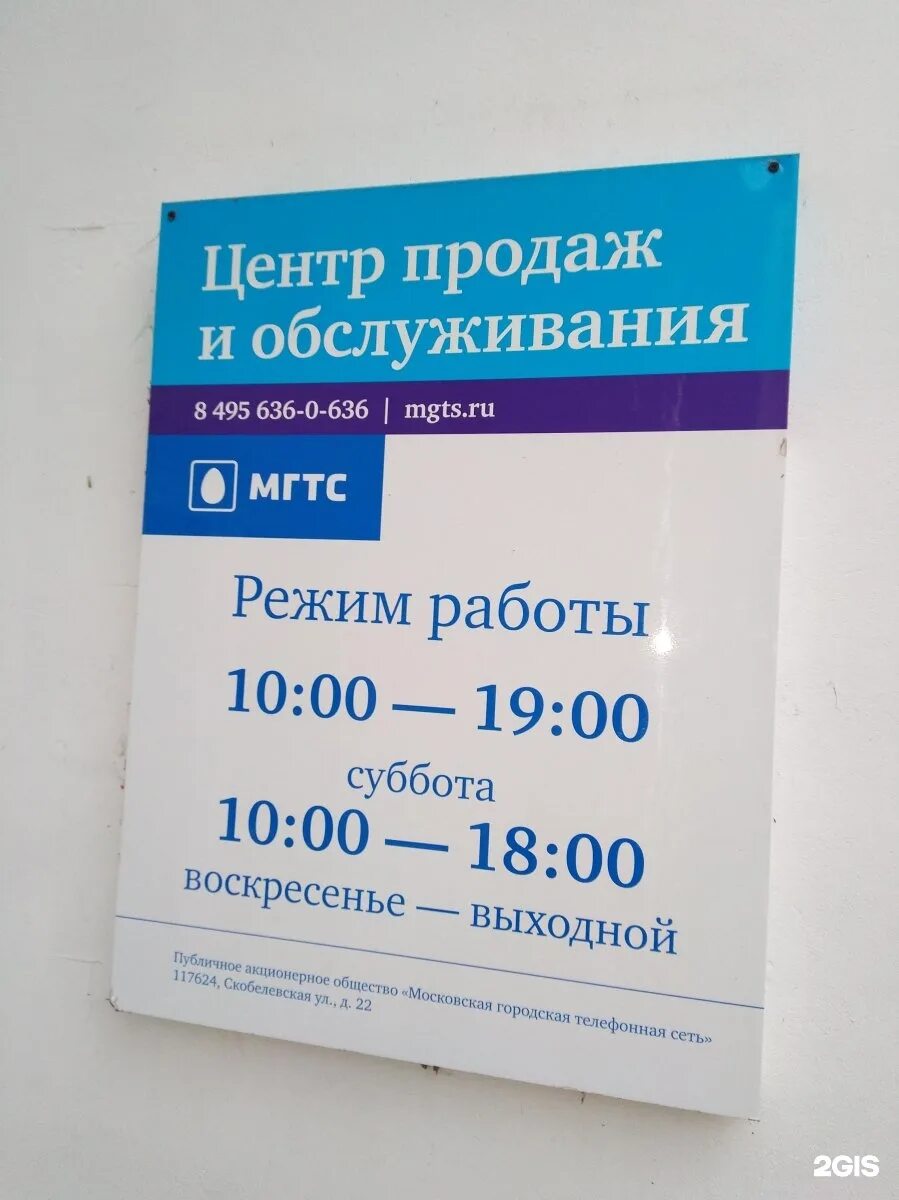 Центр продаж
и обслуживания
8 495 636-0-636 | mgts.ru
МГТС
Режим работы
10:00 — 19:00
суббота
10:00 — 18:00
воскресенье — выходной
Публичное акционерное общество «Московская городская телефонная сеть»
117624, Скобелевская ул., д. 22
2GIS